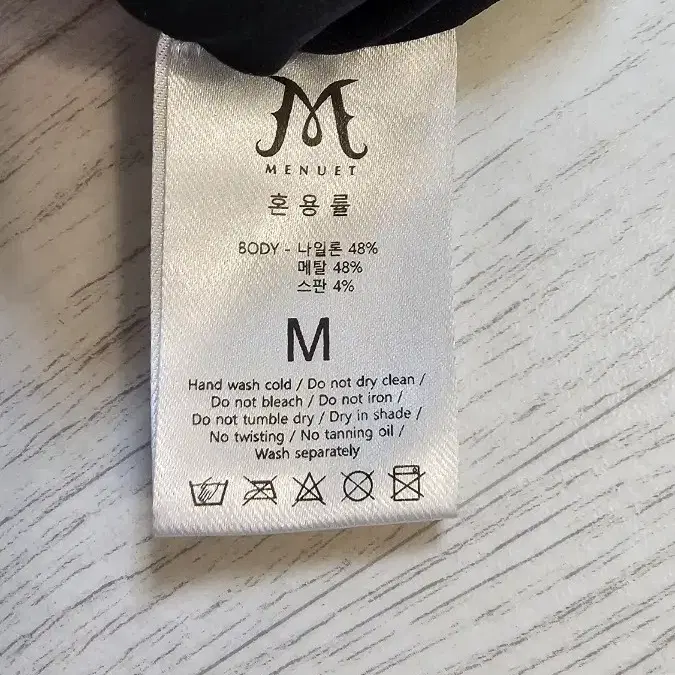 M
MENUET
혼용률
BODY - 나일론 48%
메탈 48%
스판 4%
M
Hand wash cold / Do not dry clean /
Do not bleach / Do not iron /
Do not tumble dry / Dry in shade /
No twisting / No tanning oil /
Wash separately